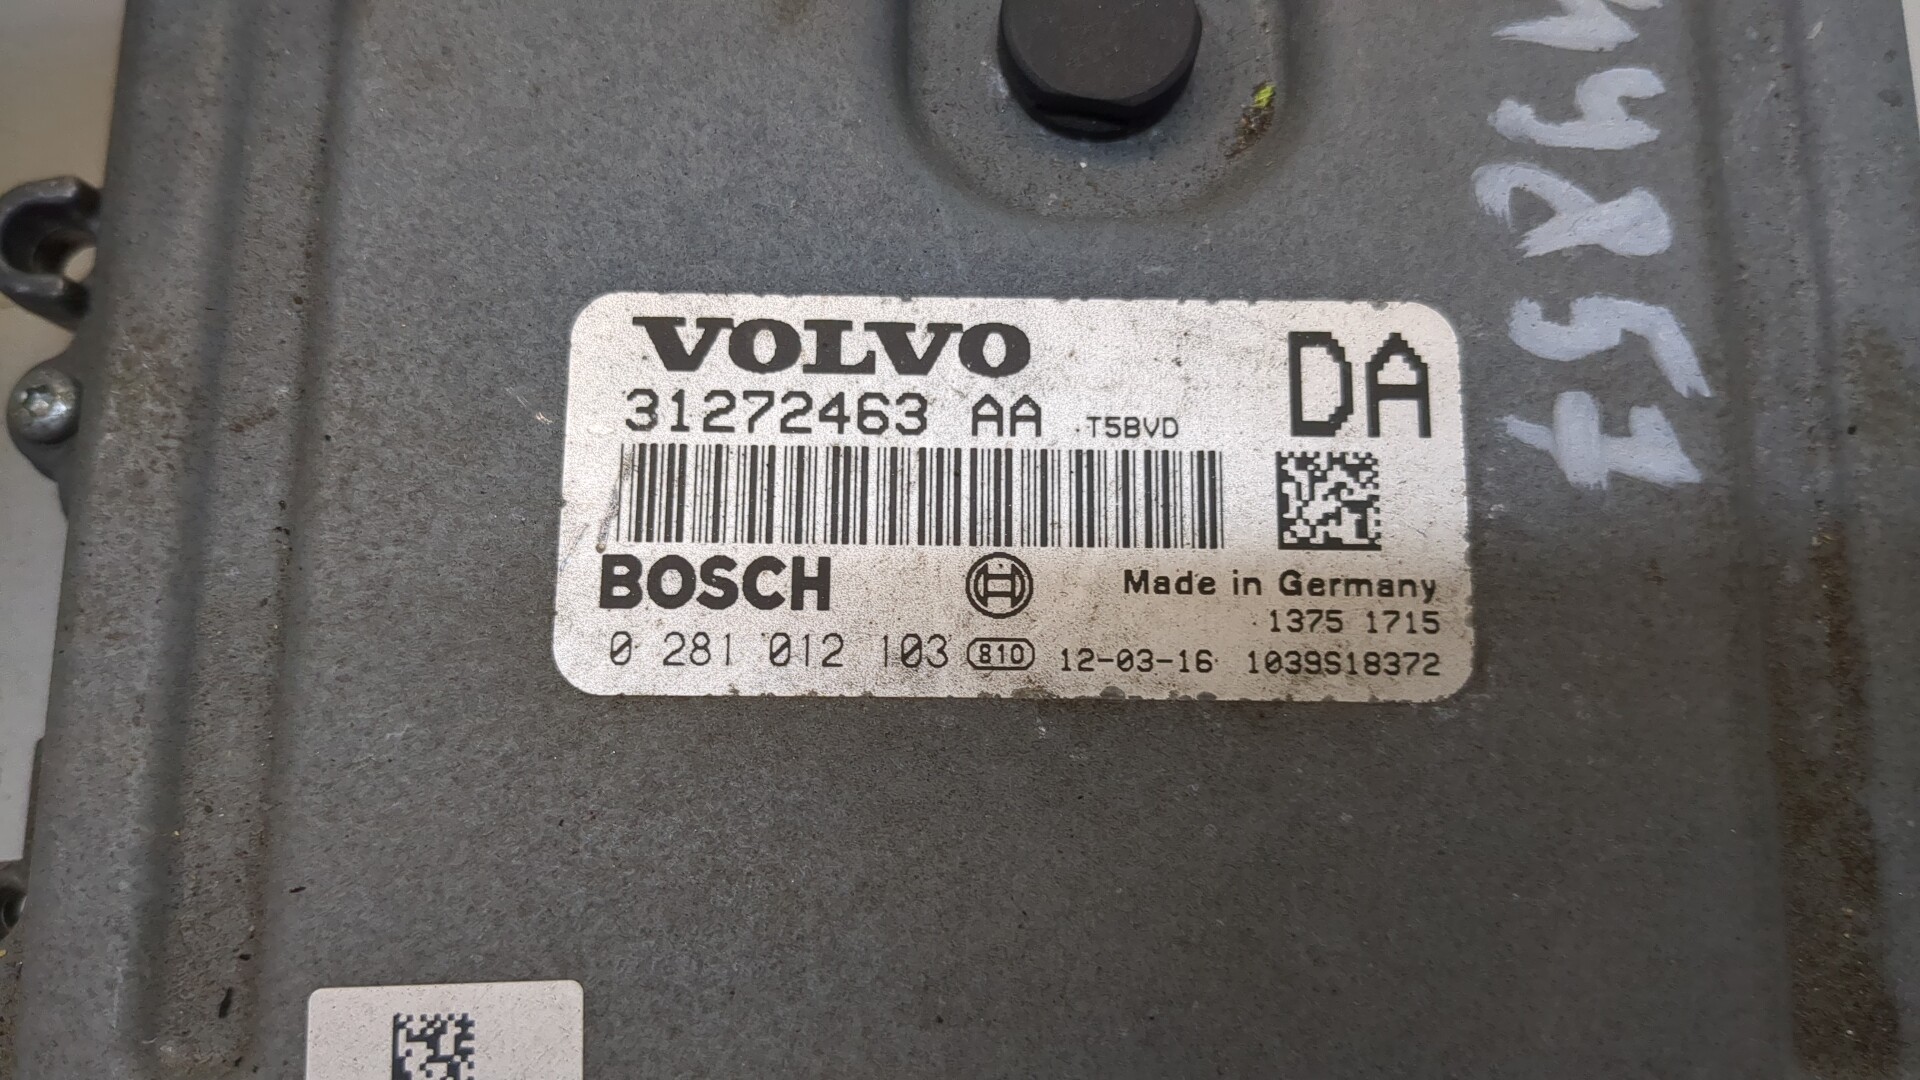 VOLVO
DA
31272463 AA T5BVD
BOSCH
Made in Germany
1375 1715
0 281 012 103 810 12-03-16 1039S18372